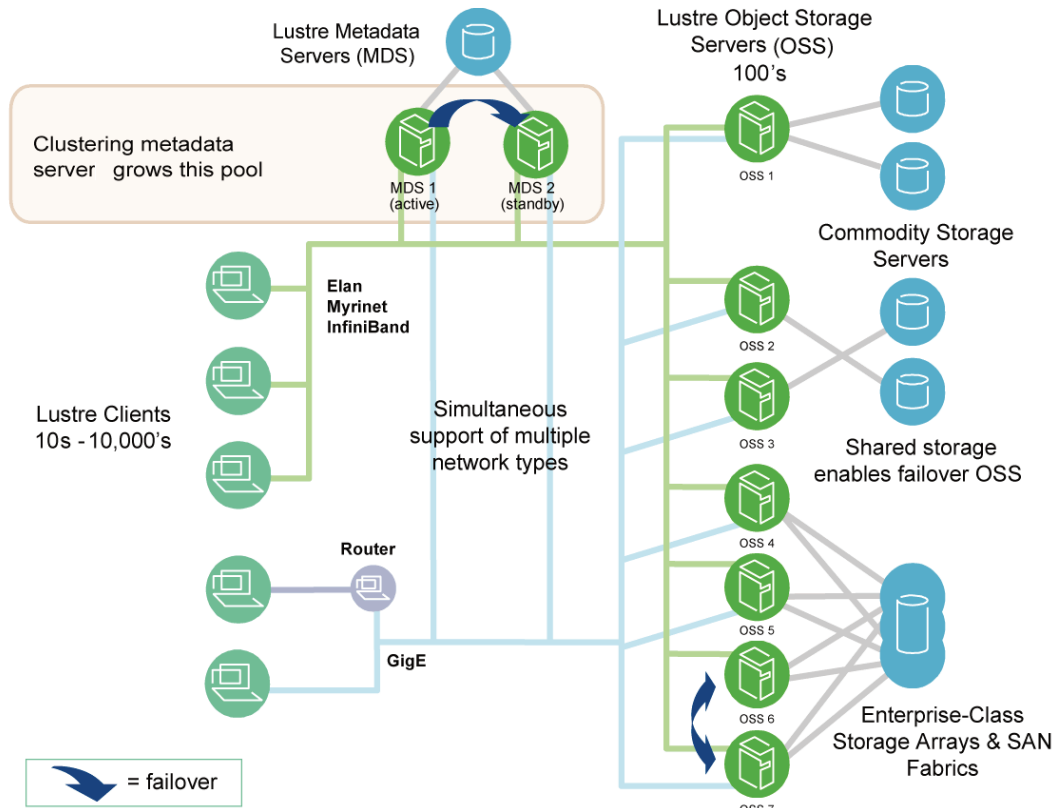 Lustre Metadata
Servers (MDS)
Lustre Object Storage
Servers (OSS)
100's
Clustering metadata
server grows this pool
MDS 1
(active)
MDS 2
(standby)
OSS 1
Commodity Storage
Servers
Elan
Myrinet
InfiniBand
OSS 2
Lustre Clients
10s - 10,000's
Simultaneous
support of multiple
network types
OSS 3
Shared storage
enables failover OSS
OSS 4
Router
OSS 5
GigE
OSS 6
Enterprise-Class
Storage Arrays & SAN
Fabrics
= failover
OSS 7